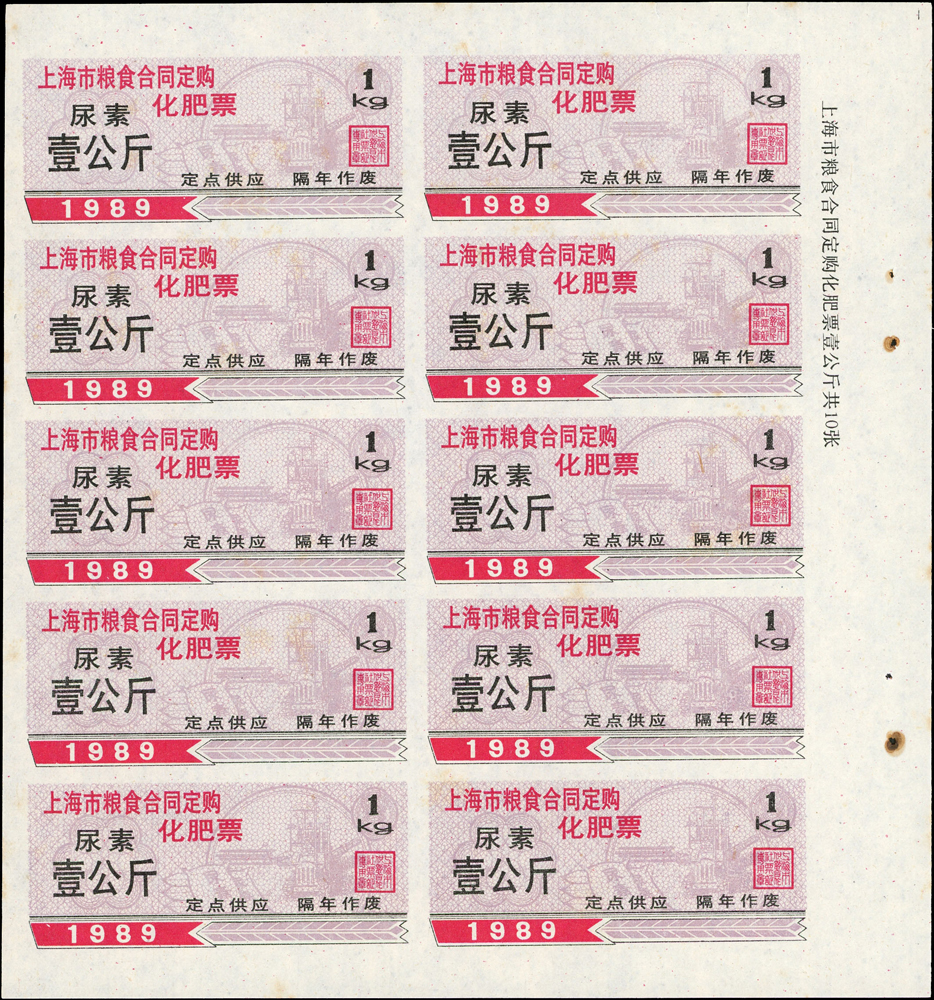 上海市粮食合同定购
化肥票
1
kg
尿素
壹公斤
定点供应 隔年作废
1989
上海市粮食合同定购
化肥票
1
kg
尿素
壹公斤
定点供应 隔年作废
1989
上海市粮食合同定购
化肥票
1
kg
尿素
壹公斤
定点供应 隔年作废
1989
上海市粮食合同定购
化肥票
1
kg
尿素
壹公斤
定点供应 隔年作废
1989
上海市粮食合同定购
化肥票
1
kg
尿素
壹公斤
定点供应 隔年作废
1989
上海市粮食合同定购
化肥票
1
kg
尿素
壹公斤
定点供应 隔年作废
1989
上海市粮食合同定购
化肥票
1
kg
尿素
壹公斤
定点供应 隔年作废
1989
上海市粮食合同定购
化肥票
1
kg
尿素
壹公斤
定点供应 隔年作废
1989
上海市粮食合同定购
化肥票
1
kg
尿素
壹公斤
定点供应 隔年作废
1989
上海市粮食合同定购
化肥票
1
kg
尿素
壹公斤
定点供应 隔年作废
1989
上海市粮食合同定购化肥票壹公斤共10张